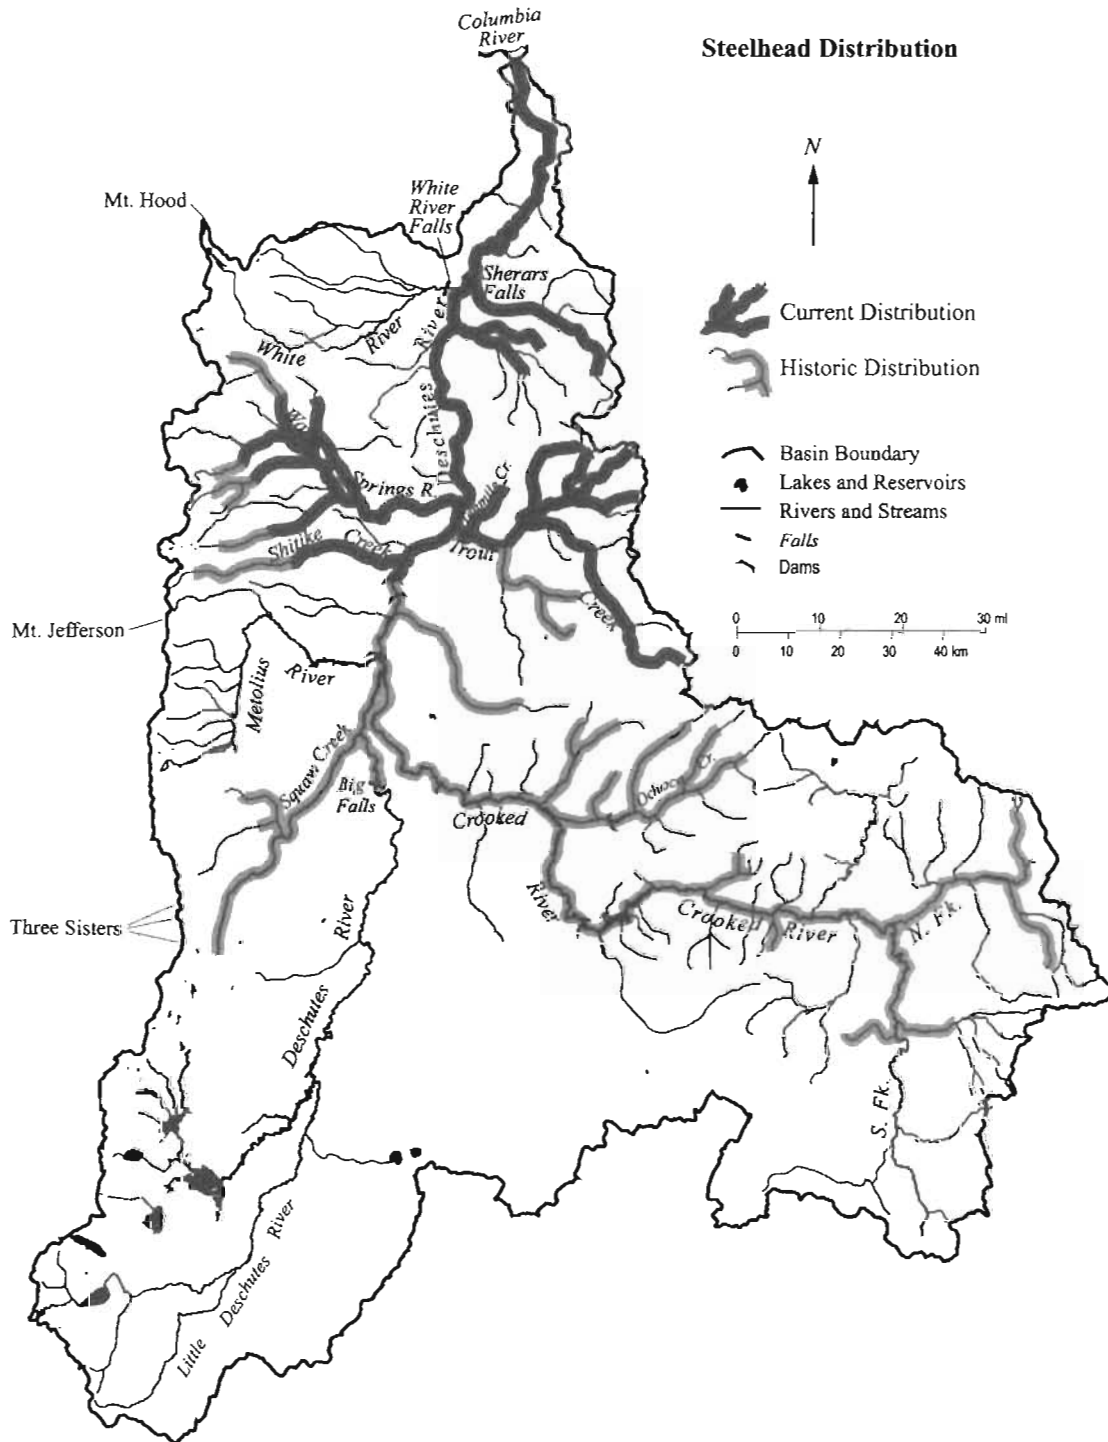 Columbia
River
Steelhead Distribution
N
Mt. Hood
White
River
Falls
Sherars
Falls
Current Distribution
Historic Distribution
White
River
River
Deschutes
Basin Boundary
Lakes and Reservoirs
Rivers and Streams
Falls
Dams
Springs R.
Trout
Creek
Shitike
Creek
0 10 20 30 mi
0 10 20 30 40 km
Mt. Jefferson
Metolius
River
Squaw Creek
Big
Falls
Crooked
River
Ochoco Cr.
Crooked
River
N. Fk.
S. Fk.
Three Sisters
River
Deschutes
Little Deschutes River